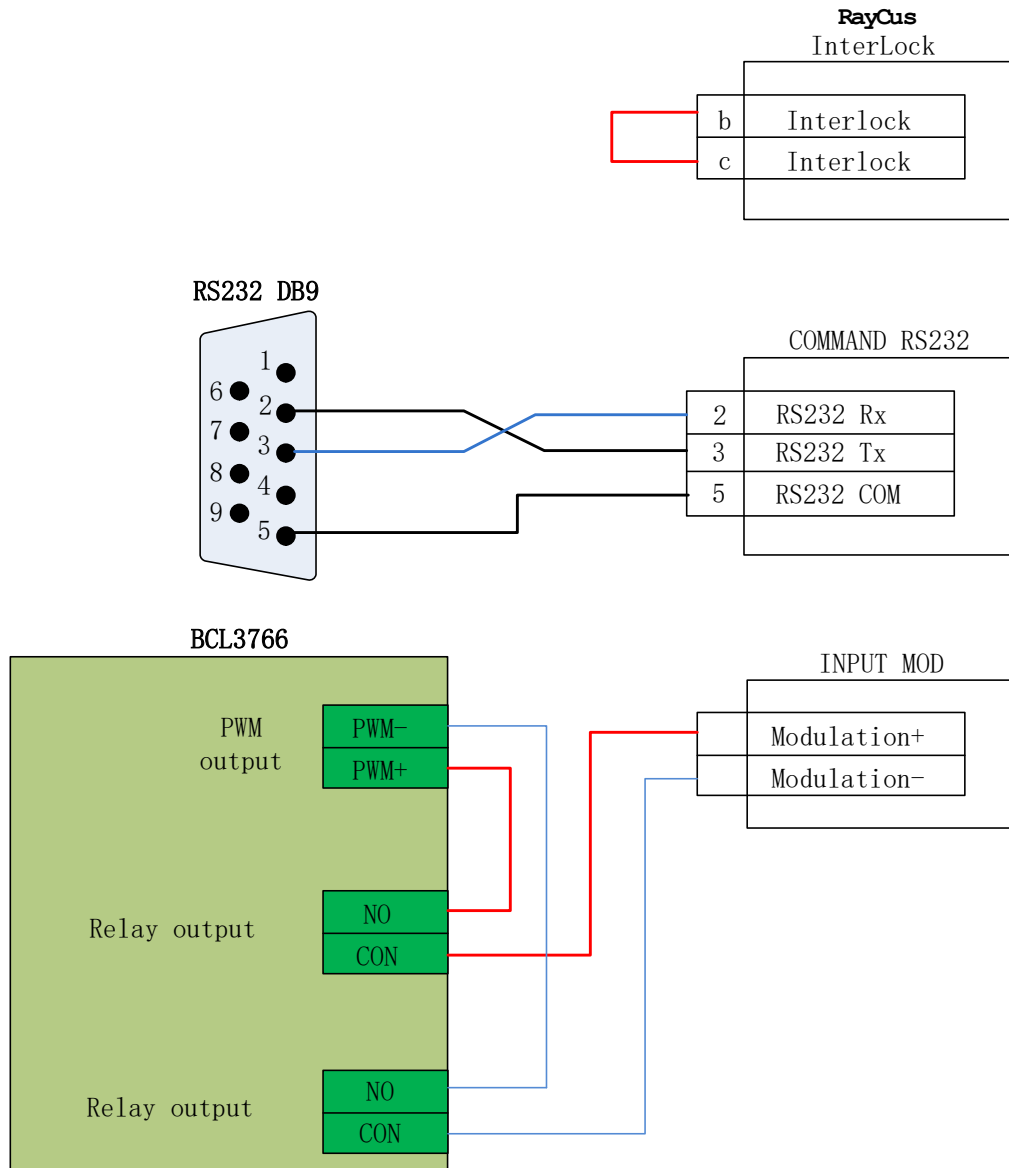 RayCus
InterLock
b Interlock
c Interlock
RS232 DB9
1
6
2
7
3
8
4
9
5
COMMAND RS232
2 RS232 Rx
3 RS232 Tx
5 RS232 COM
BCL3766
PWM
output
PWM-
PWM+
Relay output
NO
CON
Relay output
NO
CON
INPUT MOD
Modulation+
Modulation-